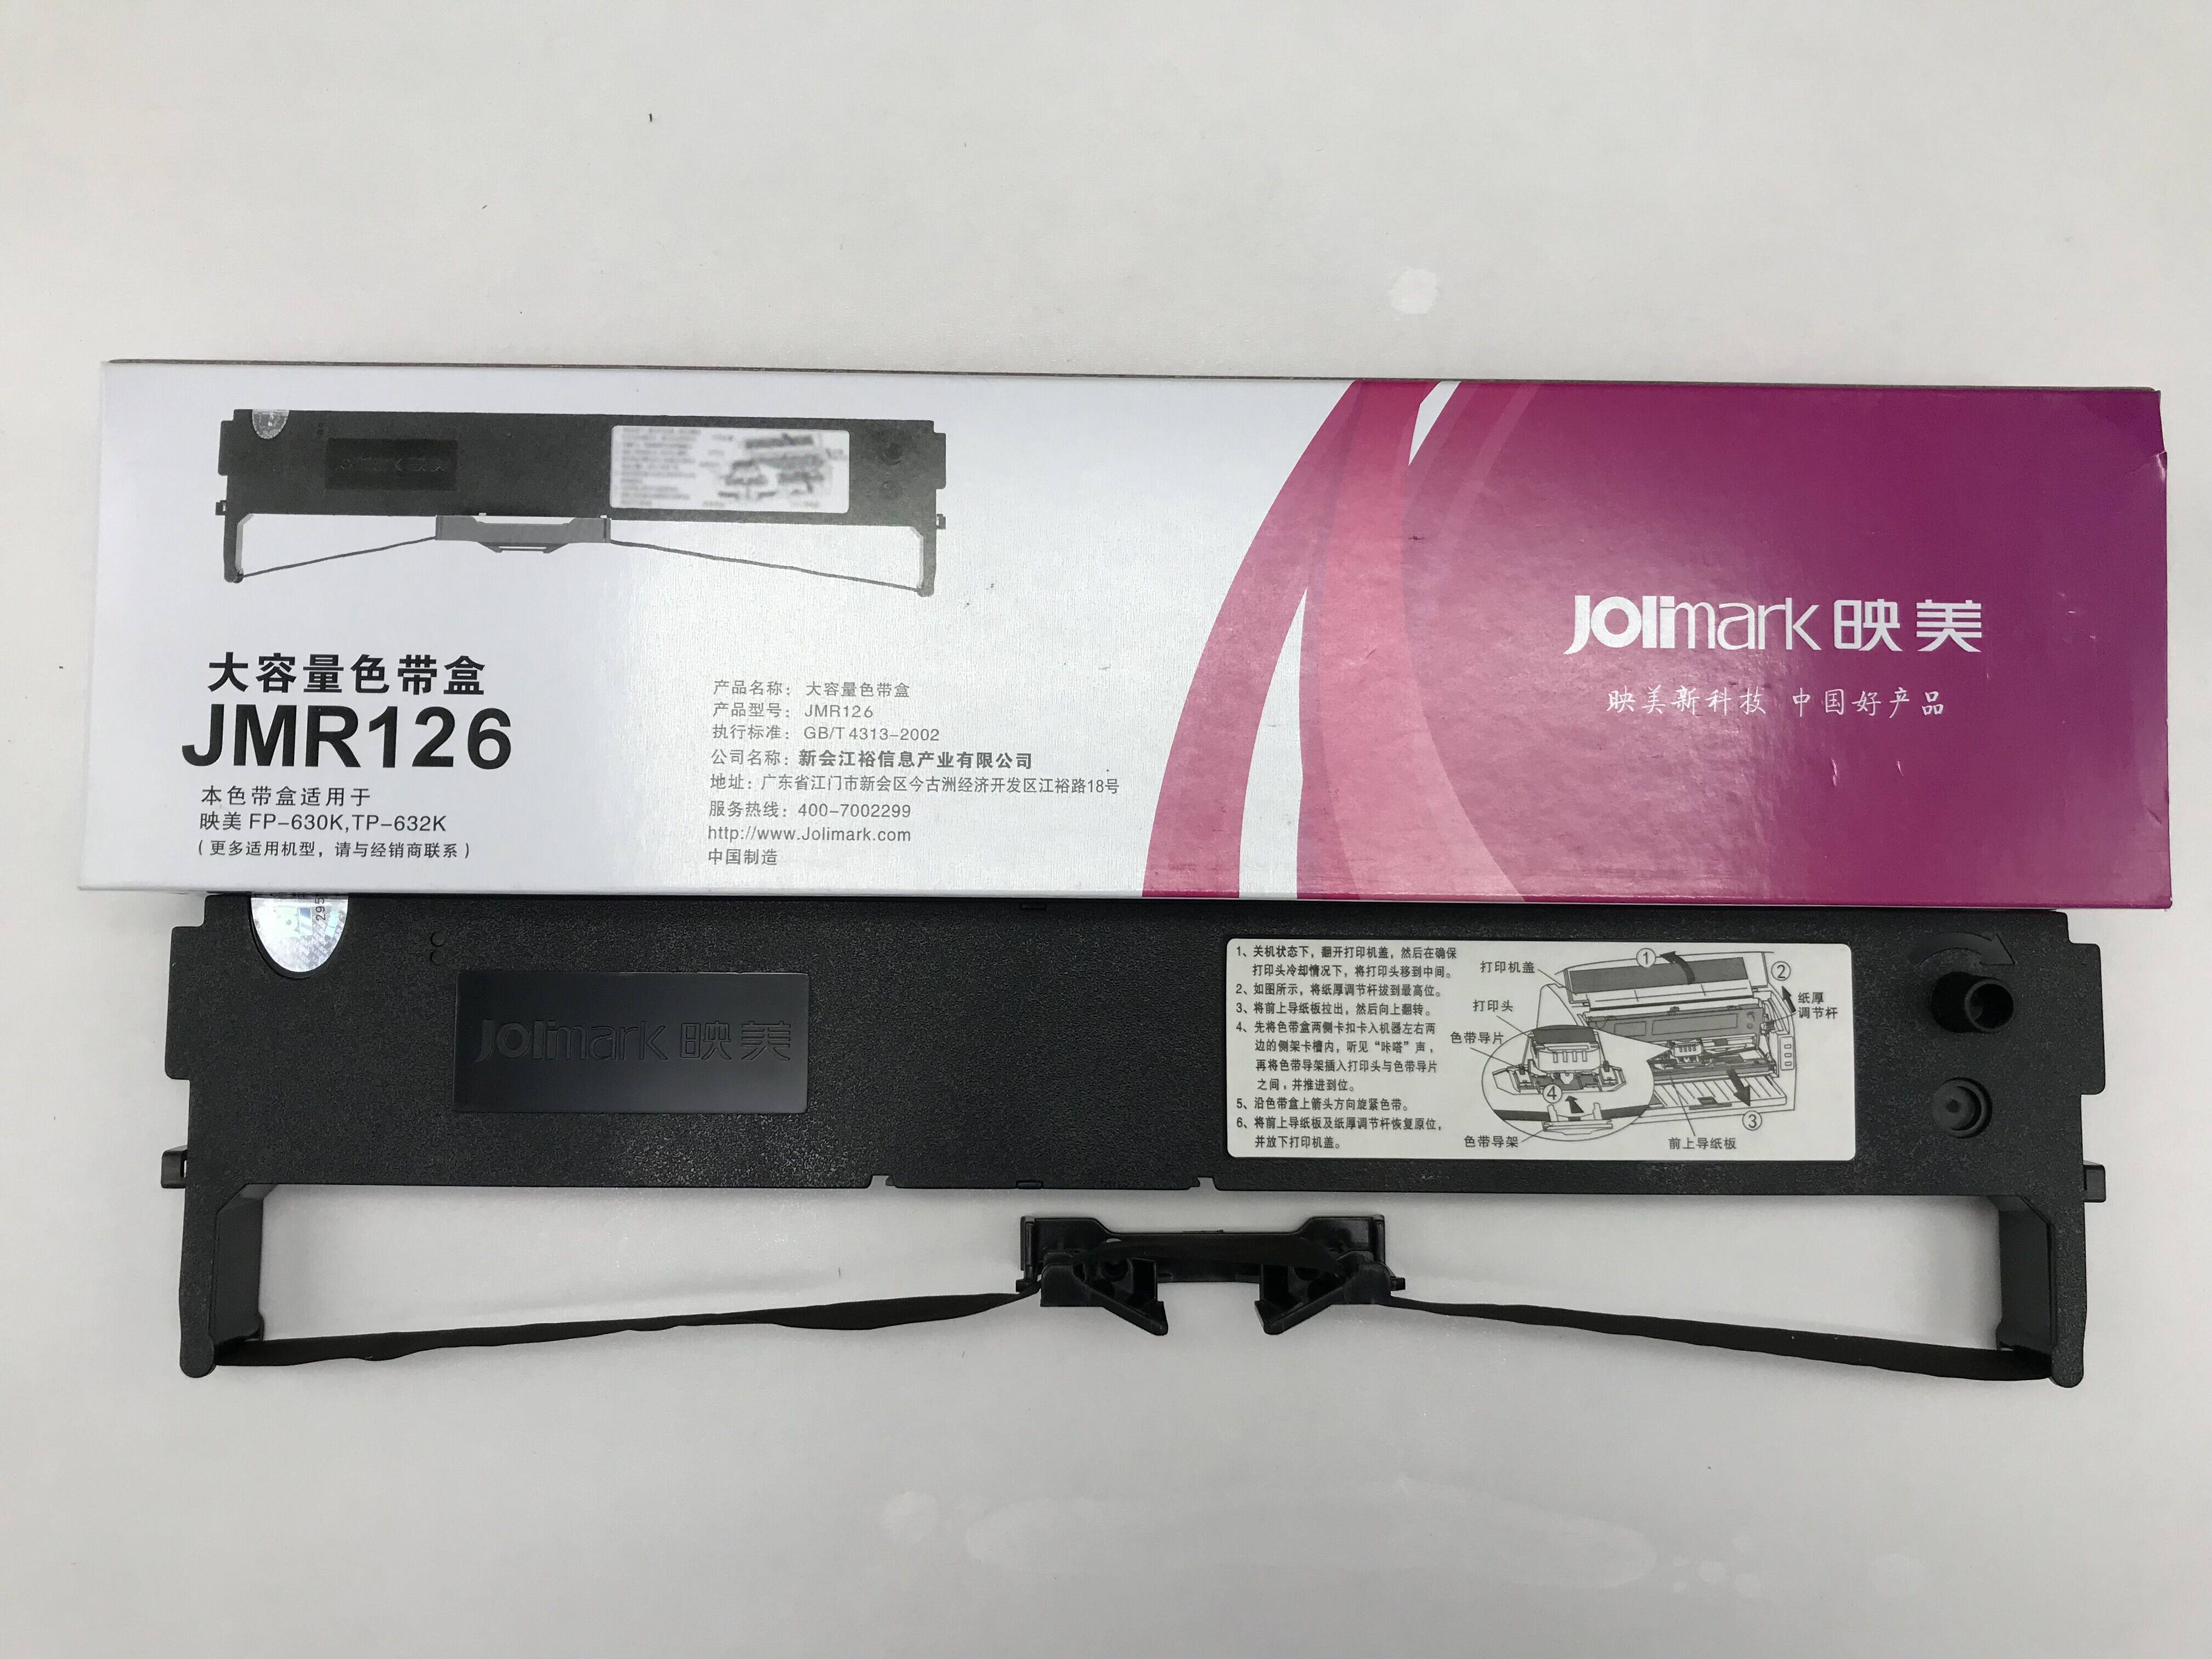 Jolimark 映美
映美新科技 中国好产品
大容量色带盒
JMR126
本色带盒适用于
映美 FP-630K,TP-632K
(更多适用机型，请与经销商联系)
产品名称： 大容量色带盒
产品型号： JMR126
执行标准： GB/T 4313-2002
公司名称：新会江裕信息产业有限公司
地址：广东省江门市新会区今古洲经济开发区江裕路18号
服务热线：400-7002299
http://www.Jolimark.com
中国制造
295
Jolimark 映美
1、关机状态下，翻开打印机盖，然后在确保
打印头冷却情况下，将打印头移到中间。
2、如图所示，将纸厚调节杆拔到最高位。
3、将前上导纸板拉出，然后向上翻转。
4、先将色带盒两侧卡扣卡入机器左右两
边的侧架卡槽内，听见“咔嗒”声，
再将色带导架插入打印头与色带导片
之间，并推进到位。
5、沿色带盒上箭头方向旋紧色带。
6、将前上导纸板及纸厚调节杆恢复原位，
并放下打印机盖。
打印机盖
打印头
色带导片
色带导架
①
②
纸厚
调节杆
④
③
前上导纸板